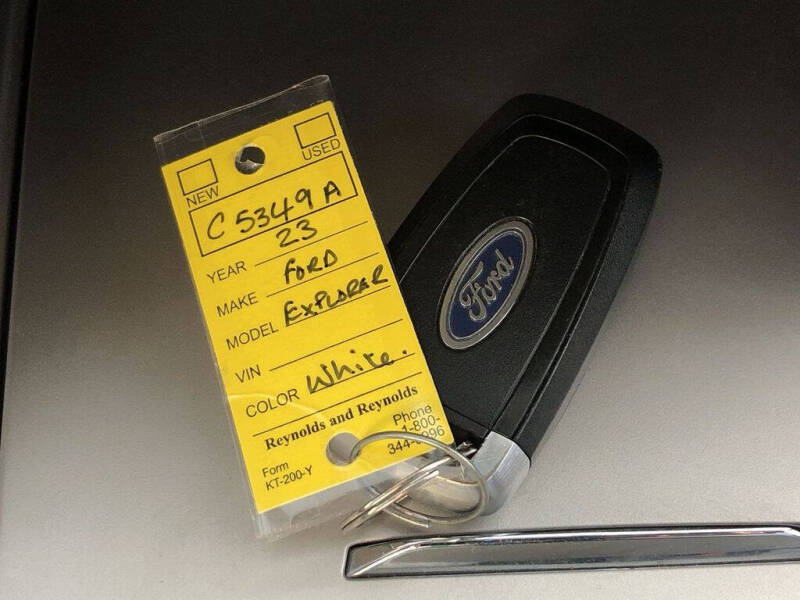 NEW
USED
C5349A
YEAR 23
MAKE FORD
MODEL EXPLORER
VIN
COLOR White.
Reynolds and Reynolds
Form
KT-200-Y
Phone
1-800-
Ford